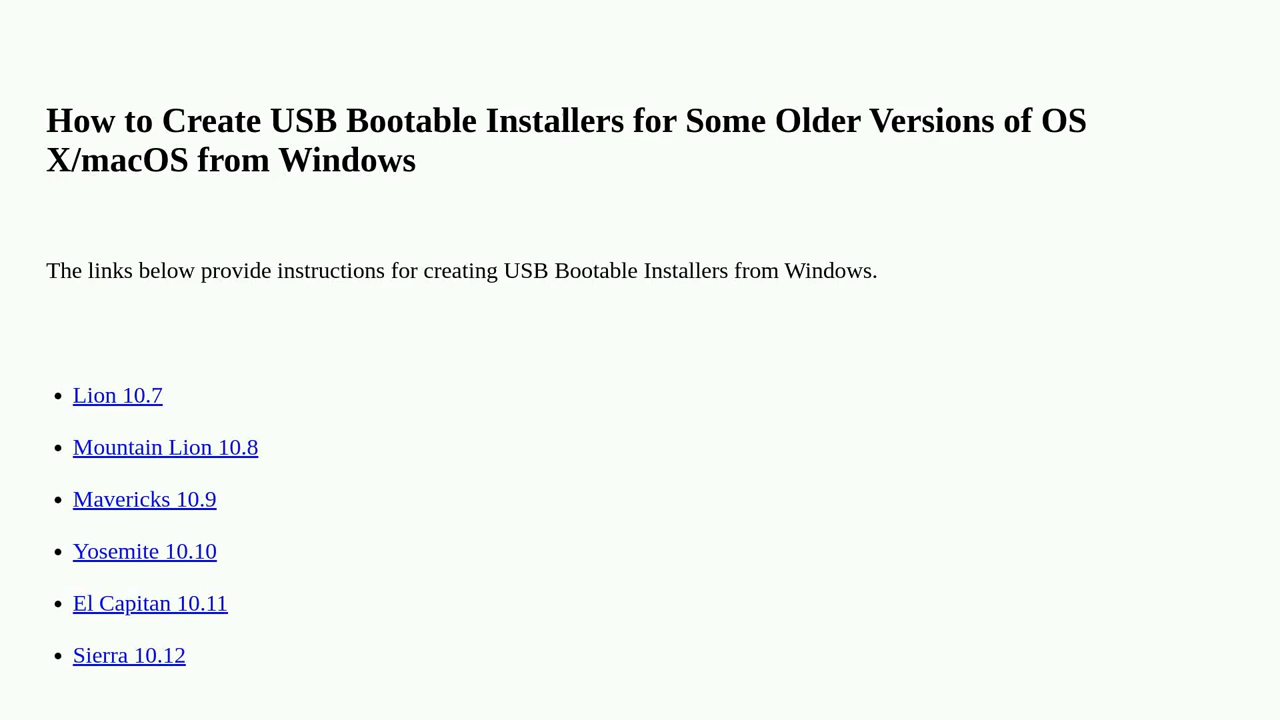 How to Create USB Bootable Installers for Some Older Versions of OS
X/macOS from Windows
The links below provide instructions for creating USB Bootable Installers from Windows.
• Lion 10.7
• Mountain Lion 10.8
• Mavericks 10.9
• Yosemite 10.10
• El Capitan 10.11
• Sierra 10.12